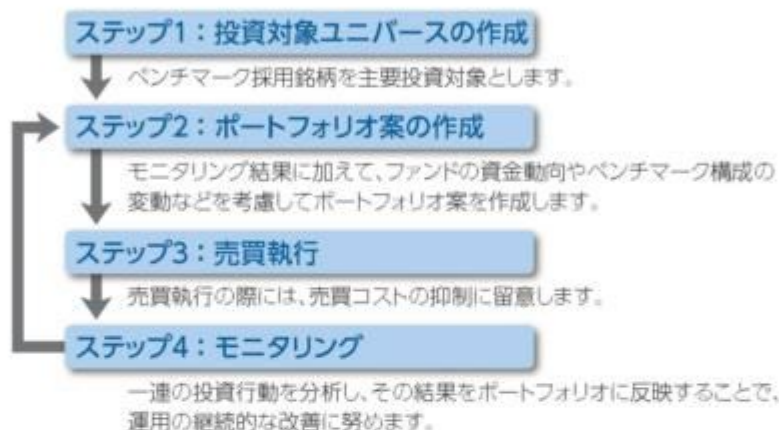 ステップ1：投資対象ユニバースの作成
ベンチマーク採用銘柄を主要投資対象とします。
ステップ2：ポートフォリオ案の作成
モニタリング結果に加えて、ファンドの資金動向やベンチマーク構成の
変動などを考慮してポートフォリオ案を作成します。
ステップ3：売買執行
売買執行の際には、売買コストの抑制に留意します。
ステップ4：モニタリング
一連の投資行動を分析し、その結果をポートフォリオに反映することで、
運用の継続的な改善に努めます。